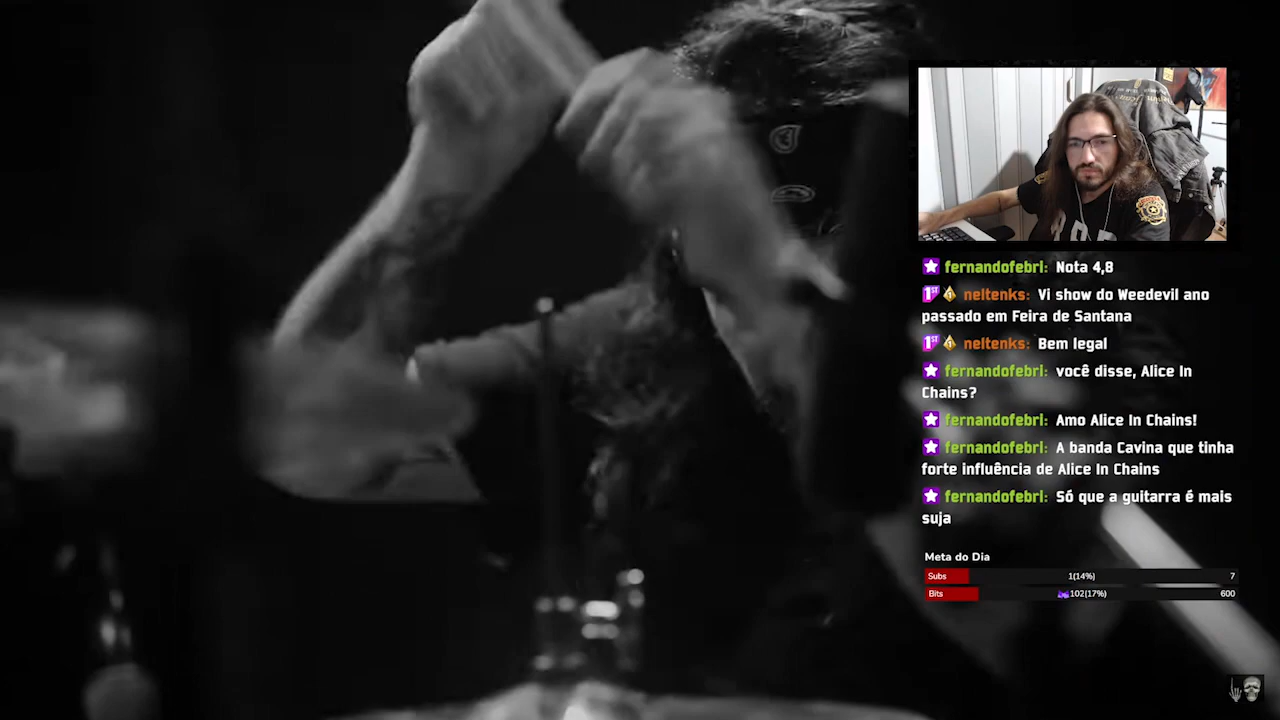 fernandofebrl: Nota 4,8
neltenks: Vi show do Weedevil ano
passado em Feira de Santana
neltenks: Bem legal
fernandofebrl: você disse, Alice In
Chains?
fernandofebrl: Amo Alice In Chains!
fernandofebrl: A banda Cavina que tinha
forte influência de Alice In Chains
fernandofebrl: Só que a guitarra é mais
suja
Meta do Dia
Subs 1(14%) 7
Bits 102(17%) 600